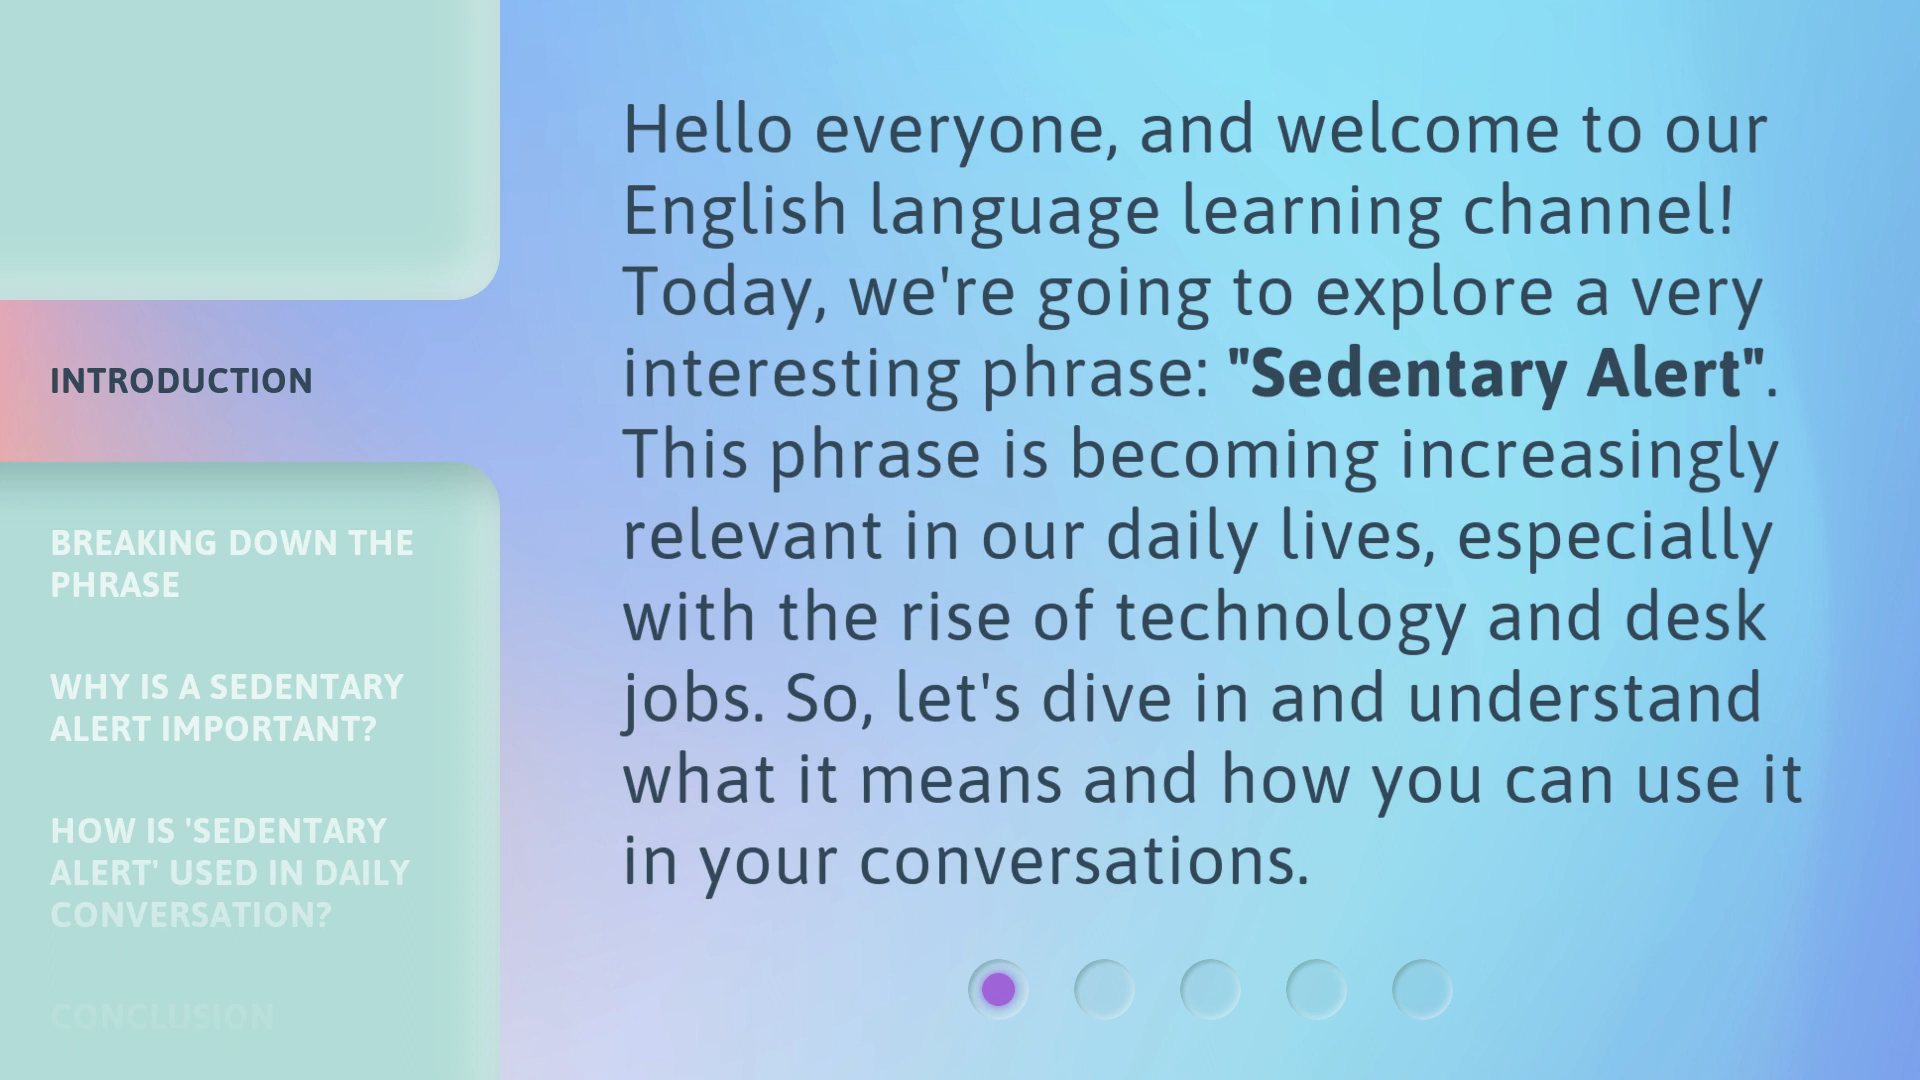 INTRODUCTION
BREAKING DOWN THE
PHRASE
WHY IS A SEDENTARY
ALERT IMPORTANT?
HOW IS 'SEDENTARY
ALERT' USED IN DAILY
CONVERSATION?
CONCLUSION
Hello everyone, and welcome to our
English language learning channel!
Today, we're going to explore a very
interesting phrase: "Sedentary Alert".
This phrase is becoming increasingly
relevant in our daily lives, especially
with the rise of technology and desk
jobs. So, let's dive in and understand
what it means and how you can use it
in your conversations.